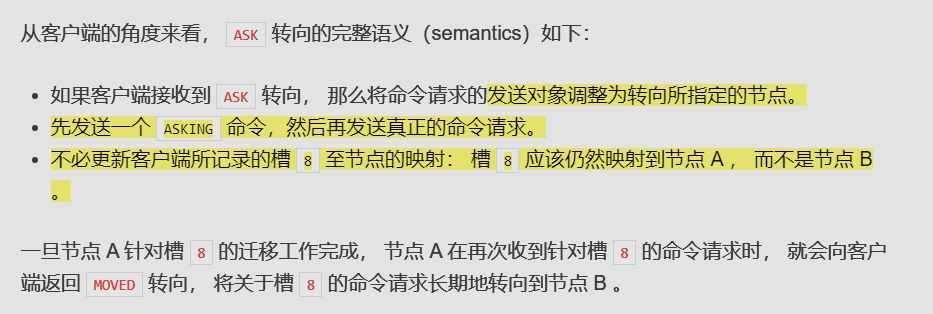 从客户端的角度来看， ASK 转向的完整语义（semantics）如下：
• 如果客户端接收到 ASK 转向， 那么将命令请求的发送对象调整为转向所指定的节点。
• 先发送一个 ASKING 命令，然后再发送真正的命令请求。
• 不必更新客户端所记录的槽 8 至节点的映射： 槽 8 应该仍然映射到节点 A ， 而不是节点 B
。
一旦节点 A 针对槽 8 的迁移工作完成， 节点 A 在再次收到针对槽 8 的命令请求时， 就会向客户
端返回 MOVED 转向， 将关于槽 8 的命令请求长期地转向到节点 B 。